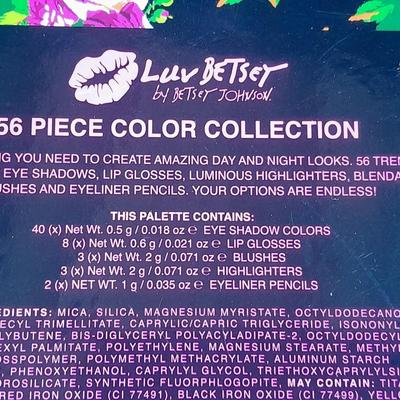 Luv BETSEY
by BETSEY JOHNSON.
56 PIECE COLOR COLLECTION
YOU NEED TO CREATE AMAZING DAY AND NIGHT LOOKS. 56
EYE SHADOWS, LIP GLOSSES, LUMINOUS HIGHLIGHTERS,
AND EYELINER PENCILS. YOUR OPTIONS ARE ENDLESS!
THIS PALETTE CONTAINS:
40 (x) Net Wt. 0.5 g / 0.018 oz ℮ EYE SHADOW COLORS
8 (x) Net Wt. 0.6 g / 0.021 oz ℮ LIP GLOSSES
3 (x) Net Wt. 2 g / 0.071 oz ℮ BLUSHES
3 (x) Net Wt. 2 g / 0.071 oz ℮ HIGHLIGHTERS
2 (x) NET WT. 1 g / 0.035 oz ℮ EYELINER PENCILS
MICA, SILICA, MAGNESIUM MYRISTATE,
TRIMELLITATE, CAPRYLIC/CAPRIC TRIGLYCERIDE,
BIS-DIGLYCERYL POLYACYLADIPATE-2,
PALMITATE, POLYETHYLENE, MAGNESIUM STEARATE,
POLYMETHYL METHACRYLATE, ALUMINUM STARCH
PHENOXYETHANOL, CAPRYLYL GLYCOL,
SYNTHETIC FLUORPHLOGOPITE, MAY CONTAIN:
RED IRON OXIDE (CI 77491), BLACK IRON OXIDE (CI 77499),